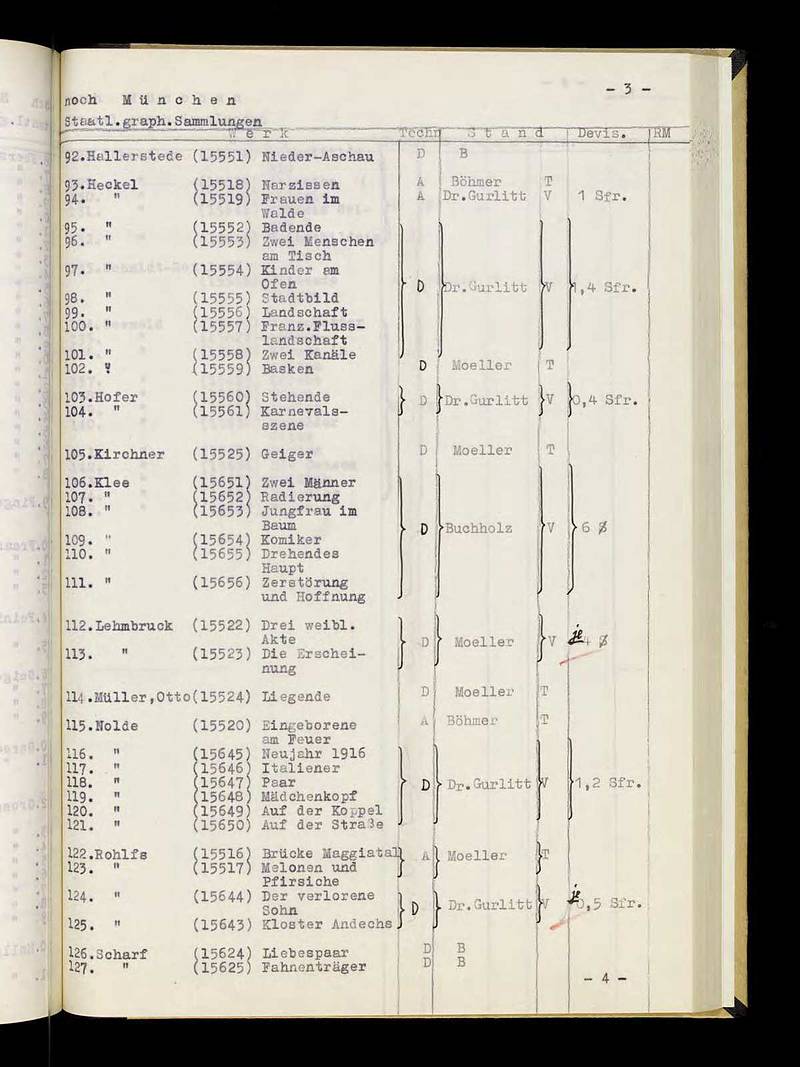 - 3 -
noch M ü n c h e n
Staatl.graph.Sammlungen
W e r k Techn S t a n d Devis. RM
92.Hallerstede (15551) Nieder-Aschau D B
93.Heckel (15518) Narzissen A Böhmer T
94. " (15519) Frauen im A Dr.Gurlitt V 1 Sfr.
Walde
95. " (15552) Badende
96. " (15553) Zwei Menschen
am Tisch
97. " (15554) Kinder am
Ofen D Dr.Gurlitt V 1,4 Sfr.
98. " (15555) Stadtbild
99. " (15556) Landschaft
100. " (15557) Franz.Fluss-
landschaft
101. " (15558) Zwei Kanäle
102. " (15559) Basken D Moeller T
103.Hofer (15560) Stehende D Dr.Gurlitt V 0,4 Sfr.
104. " (15561) Karnevals-
szene
105.Kirchner (15525) Geiger D Moeller T
106.Klee (15651) Zwei Männer
107. " (15652) Radierung
108. " (15653) Jungfrau im
Baum D Buchholz V 6 $
109. " (15654) Komiker
110. " (15655) Drehendes
Haupt
111. " (15656) Zerstörung
und Hoffnung
112.Lehmbruck (15522) Drei weibl.
Akte D Moeller V je 4 $
113. " (15523) Die Erschei-
nung
114.Müller,Otto(15524) Liegende D Moeller T
115.Nolde (15520) Eingeborene A Böhmer T
am Feuer
116. " (15645) Neujahr 1916
117. " (15646) Italiener
118. " (15647) Paar D Dr.Gurlitt V 1,2 Sfr.
119. " (15648) Mädchenkopf
120. " (15649) Auf der Koppel
121. " (15650) Auf der Straße
122.Rohlfs (15516) Brücke Maggiatal A Moeller T
123. " (15517) Melonen und
Pfirsiche
124. " (15644) Der verlorene
Sohn D Dr.Gurlitt V je 0,5 Sfr.
125. " (15643) Kloster Andechs
126.Scharf (15624) Liebespaar D B
127. " (15625) Fahnenträger D B
- 4 -